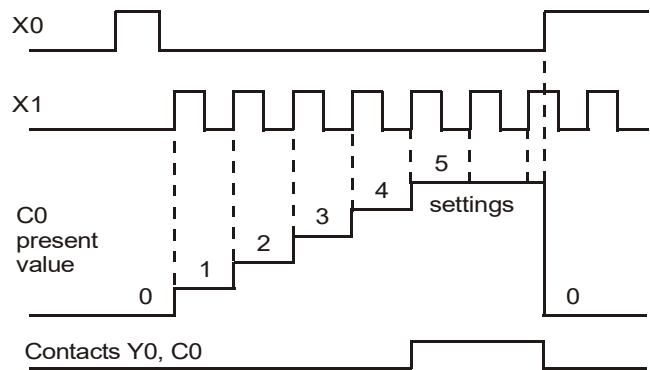 X0
X1
5
4
settings
3
C0
present
value
2
1
0
0
Contacts Y0, C0